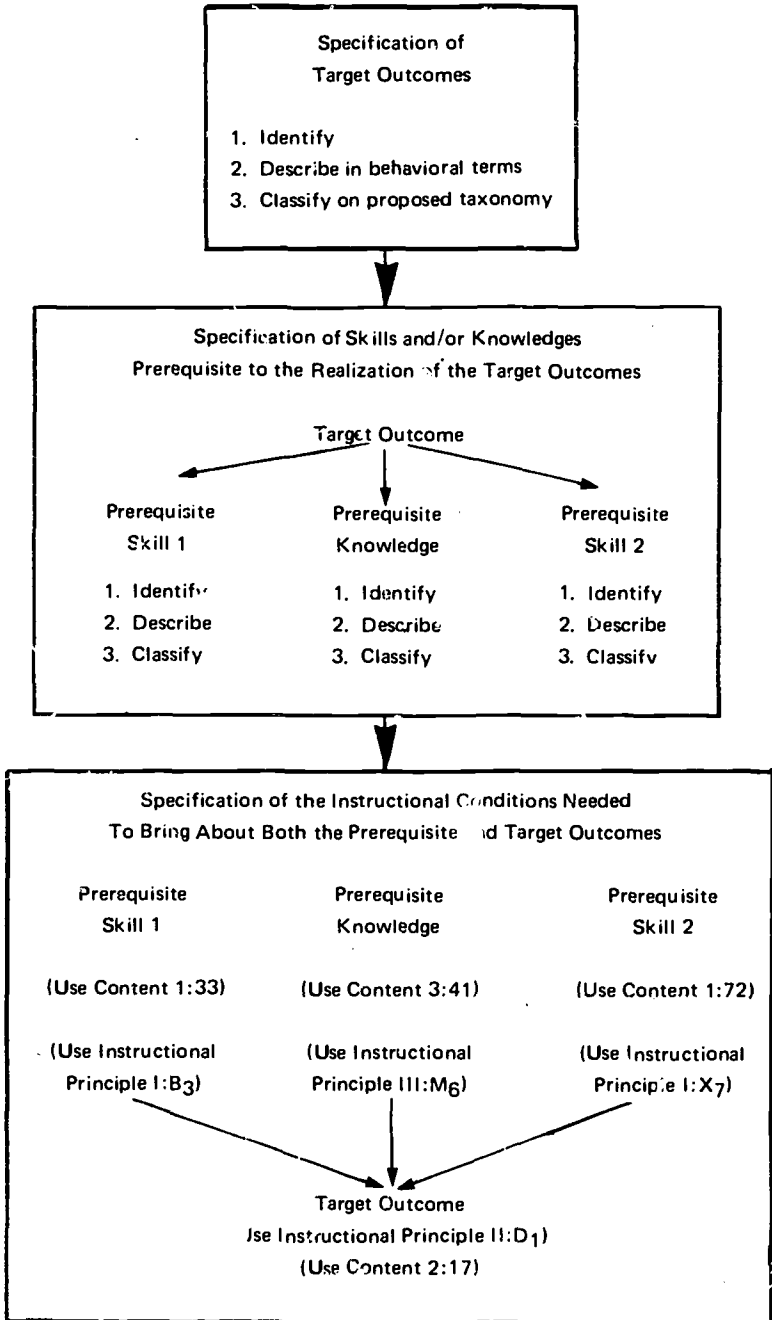 Specification of
Target Outcomes
1. Identify
2. Describe in behavioral terms
3. Classify on proposed taxonomy
Specification of Skills and/or Knowledges
Prerequisite to the Realization of the Target Outcomes
Target Outcome
Prerequisite Prerequisite Prerequisite
Skill 1 Knowledge Skill 2
1. Identify 1. Identify 1. Identify
2. Describe 2. Describe 2. Describe
3. Classify 3. Classify 3. Classify
Specification of the Instructional Conditions Needed
To Bring About Both the Prerequisite nd Target Outcomes
Prerequisite Prerequisite Prerequisite
Skill 1 Knowledge Skill 2
(Use Content 1:33) (Use Content 3:41) (Use Content 1:72)
(Use Instructional (Use Instructional (Use Instructional
Principle I:B3) Principle III:M6) Principle I:X7)
Target Outcome
Use Instructional Principle II:D1)
(Use Content 2:17)